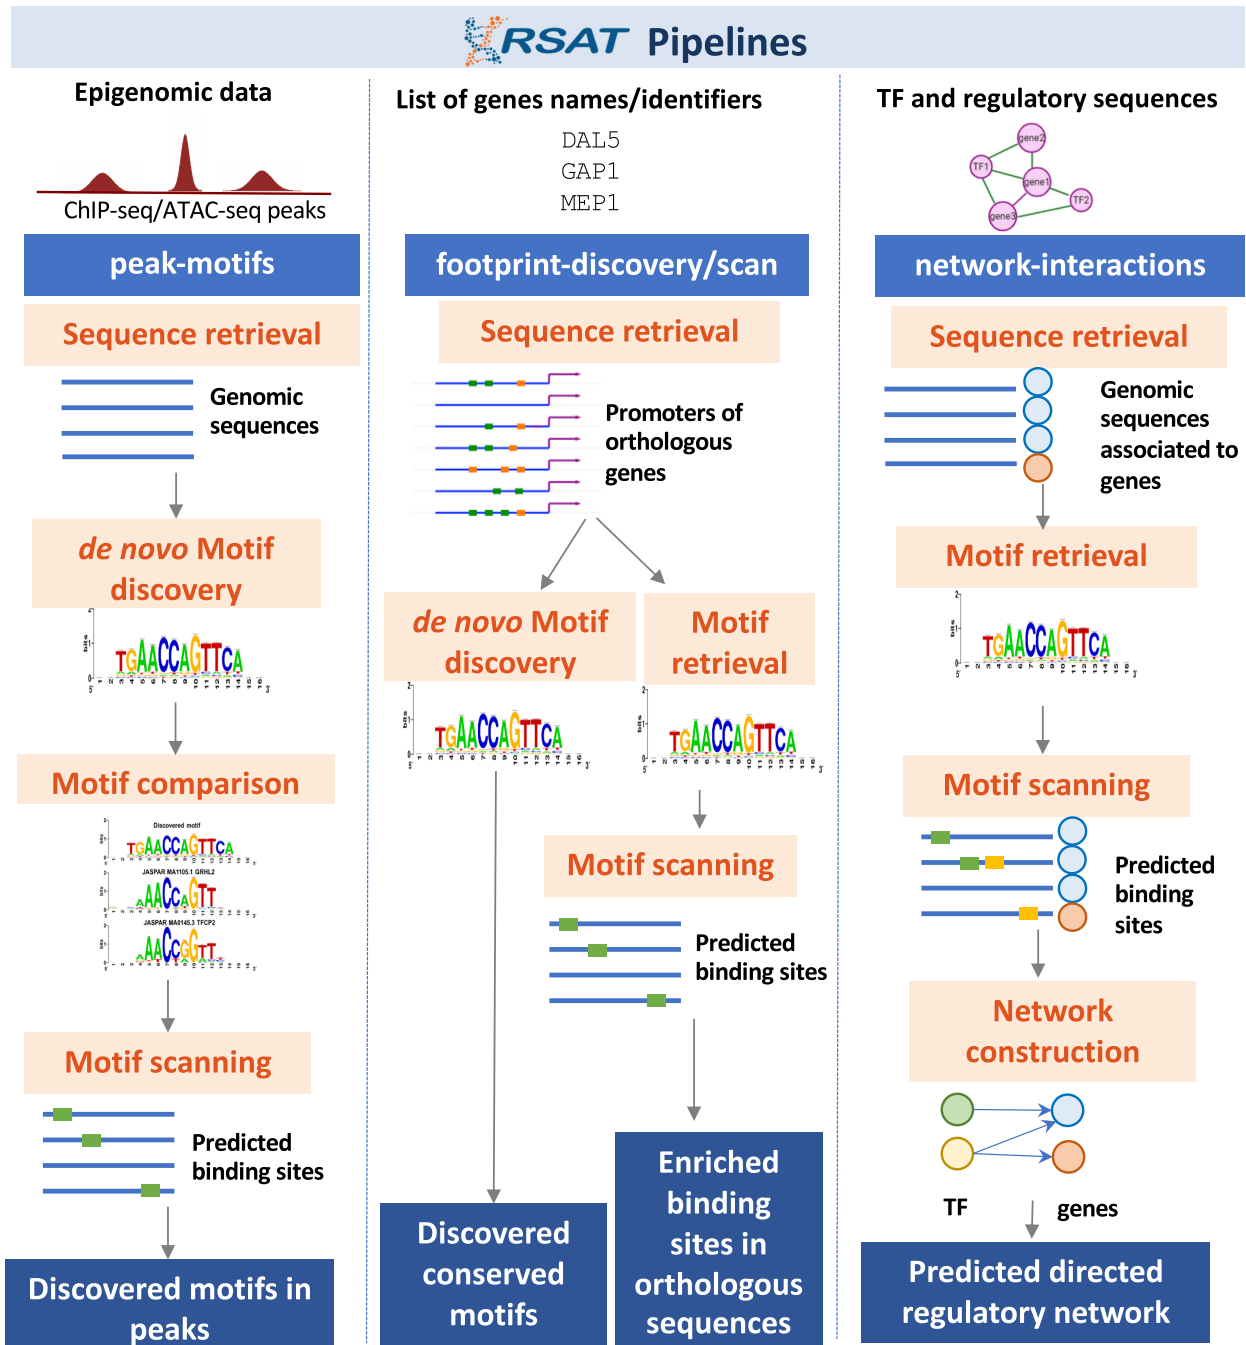 RSAT Pipelines
Epigenomic data
ChIP-seq/ATAC-seq peaks
peak-motifs
Sequence retrieval
Genomic
sequences
de novo Motif
discovery
bits
TGAACCAGTTCA
Motif comparison
Discovered motif
TGAACCAGTTCA
JASPAR MA1105.1 GRHL2
AAACCAGTT
JASPAR MA0145.3 TFCP2
AAACCGGTT
Motif scanning
Predicted
binding sites
Discovered motifs in
peaks
List of genes names/identifiers
DAL5
GAP1
MEP1
footprint-discovery/scan
Sequence retrieval
Promoters of
orthologous
genes
de novo Motif
discovery
bits
TGAACCAGTTCA
Discovered
conserved
motifs
Motif
retrieval
bits
TGAACCAGTTCA
Motif scanning
Predicted
binding sites
Enriched
binding
sites in
orthologous
sequences
TF and regulatory sequences
gene2
TF1
gene1
TF2
gene3
network-interactions
Sequence retrieval
Genomic
sequences
associated to
genes
Motif retrieval
bits
TGAACCAGTTCA
Motif scanning
Predicted
binding
sites
Network
construction
TF genes
Predicted directed
regulatory network